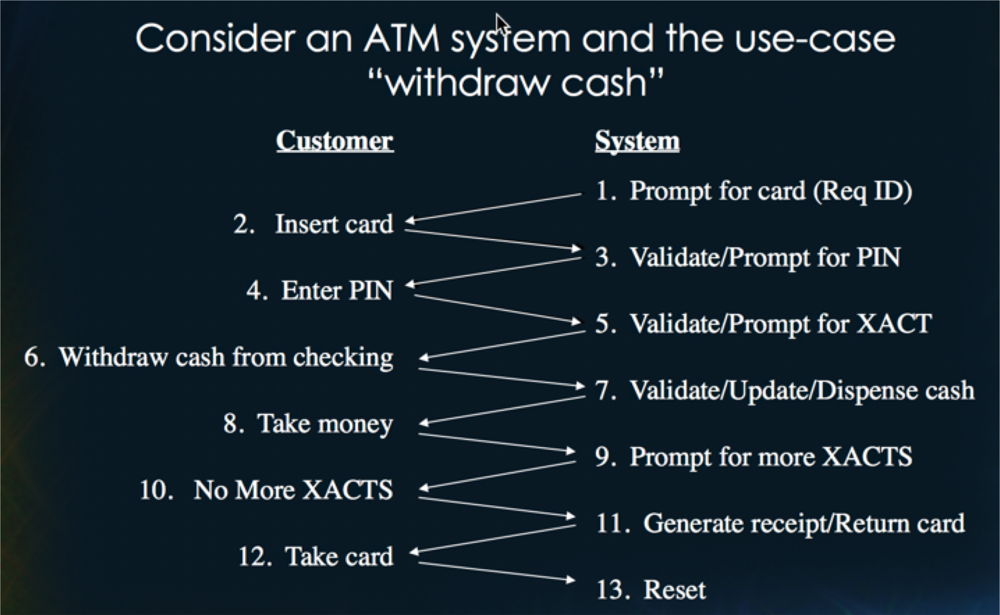 Consider an ATM system and the use-case
“withdraw cash”
Customer
System
1. Prompt for card (Req ID)
2. Insert card
3. Validate/Prompt for PIN
4. Enter PIN
5. Validate/Prompt for XACT
6. Withdraw cash from checking
7. Validate/Update/Dispense cash
8. Take money
9. Prompt for more XACTS
10. No More XACTS
11. Generate receipt/Return card
12. Take card
13. Reset